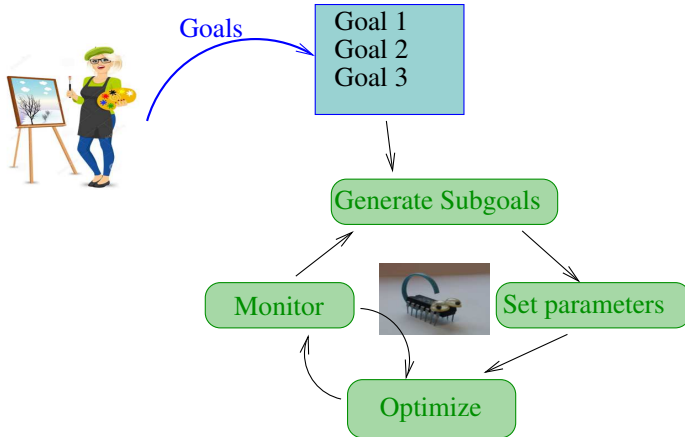 Goals
Goal 1
Goal 2
Goal 3
Generate Subgoals
Monitor
Set parameters
Optimize